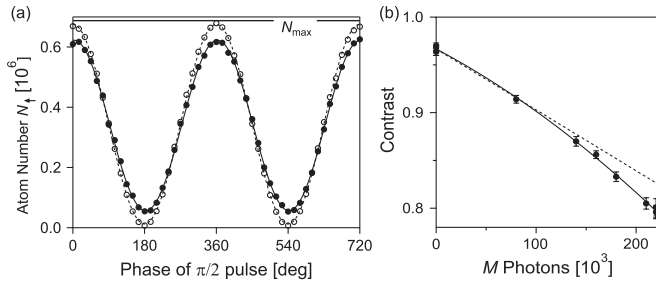 (a)
N_max
Atom Number N↑ [10^6]
0.6
0.4
0.2
0.0
0 180 360 540 720
Phase of π/2 pulse [deg]
(b)
Contrast
1.0
0.9
0.8
0 100 200
M Photons [10^3]